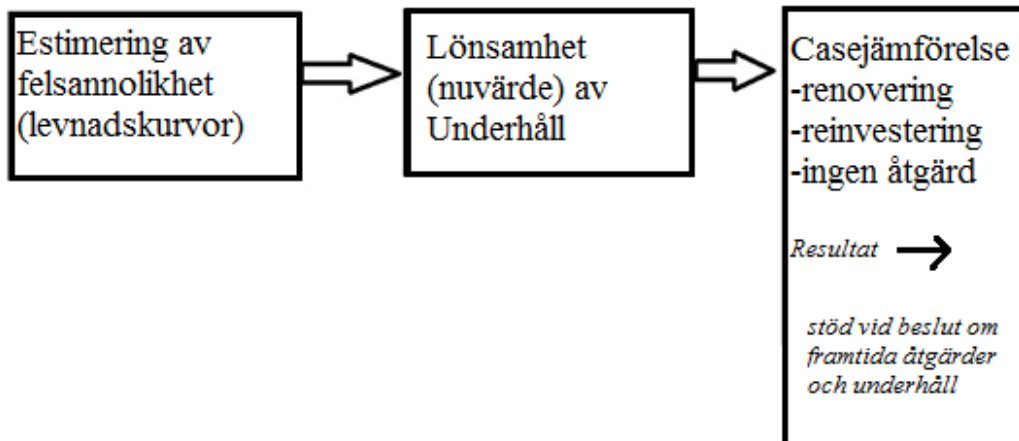 Estimering av
felsannolikhet
(levnadskurvor)
Lönsamhet
(nuvärde) av
Underhåll
Casejämförelse
-renovering
-reinvestering
-ingen åtgärd
Resultat
stöd vid beslut om
framtida åtgärder
och underhåll